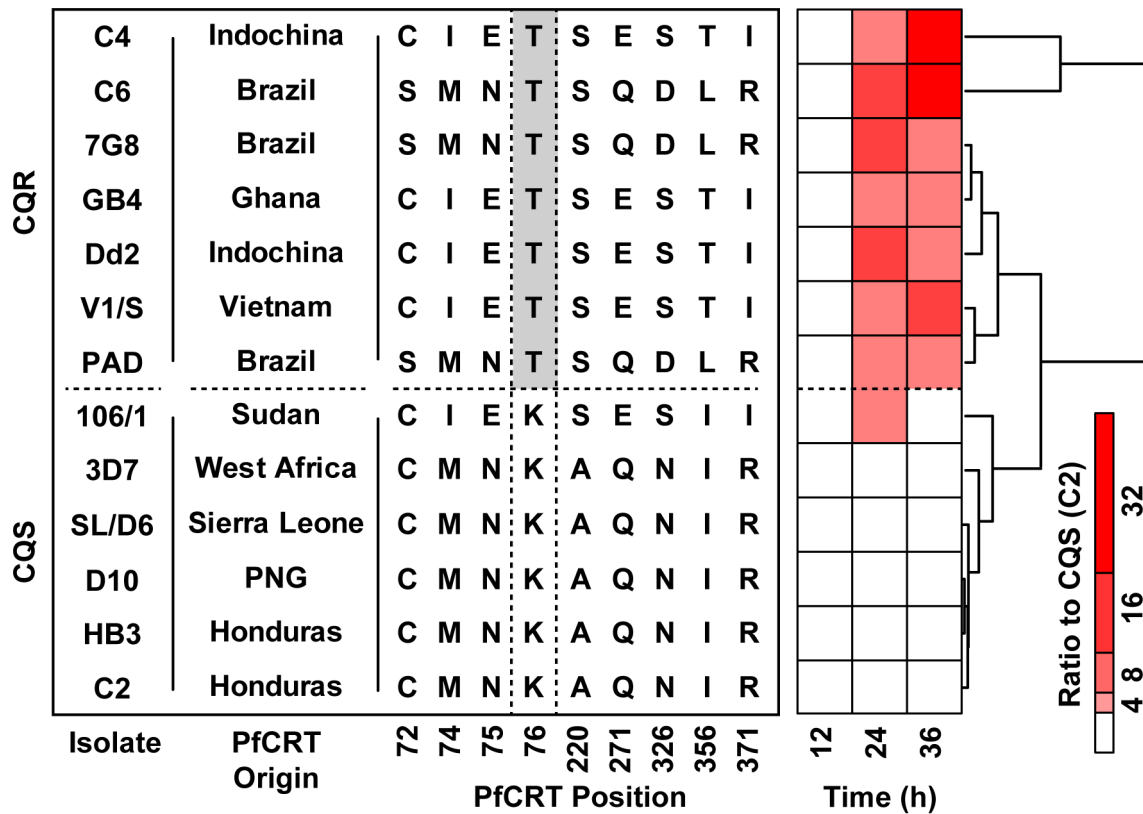 CQR
C4 Indochina C I E T S E S T I
C6 Brazil S M N T S Q D L R
7G8 Brazil S M N T S Q D L R
GB4 Ghana C I E T S E S T I
Dd2 Indochina C I E T S E S T I
V1/S Vietnam C I E T S E S T I
PAD Brazil S M N T S Q D L R
CQS
106/1 Sudan C I E K S E S I I
3D7 West Africa C M N K A Q N I R
SL/D6 Sierra Leone C M N K A Q N I R
D10 PNG C M N K A Q N I R
HB3 Honduras C M N K A Q N I R
C2 Honduras C M N K A Q N I R
Isolate
PfCRT
Origin
72 74 75 76 220 271 326 356 371
PfCRT Position
12 24 36
Time (h)
Ratio to CQS (C2)
4 8 16 32